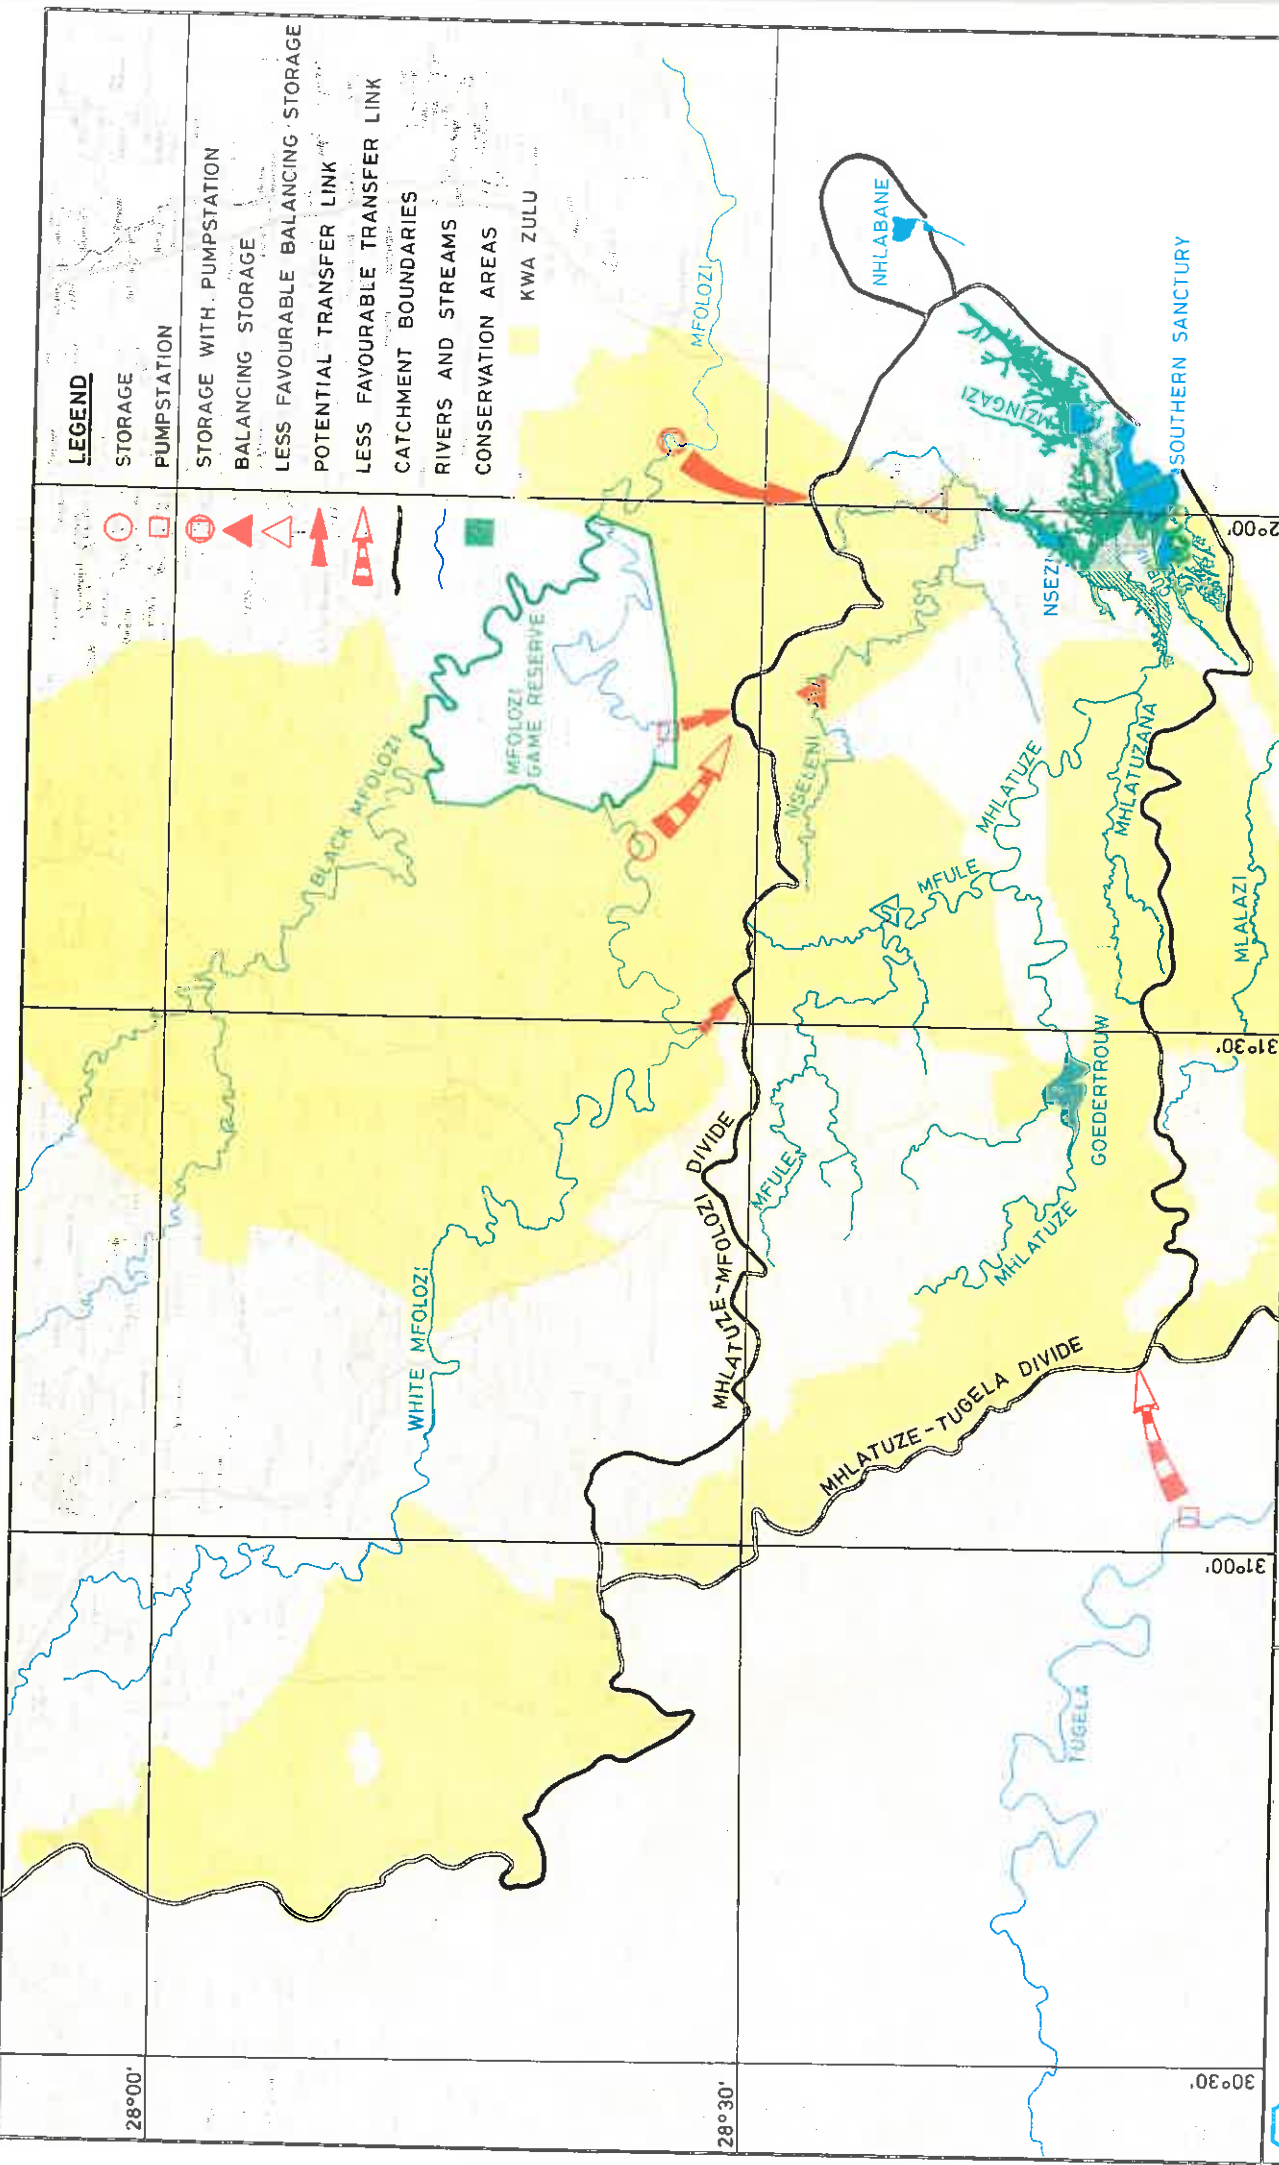 LEGEND
STORAGE
PUMPSTATION
STORAGE WITH PUMPSTATION
BALANCING STORAGE
LESS FAVOURABLE BALANCING STORAGE
POTENTIAL TRANSFER LINK
LESS FAVOURABLE TRANSFER LINK
CATCHMENT BOUNDARIES
RIVERS AND STREAMS
CONSERVATION AREAS
KWA ZULU
28°00'
28°30'
30°30'
31°00'
31°30'
2°00'
WHITE MFOLOZI
BLACK MFOLOZI
MFOLOZI
GAME RESERVE
MFOLOZI
NHLABANE
MZINGAZI
SOUTHERN SANCTURY
NSEZI
NSELENI
MHLATUZE
MFULE
MHLATUZANA
MLALAZI
GOEDERTROUW
MFULE
MHLATUZE
MHLATUZE-MFOLOZI DIVIDE
MHLATUZE-TUGELA DIVIDE
TUGELA